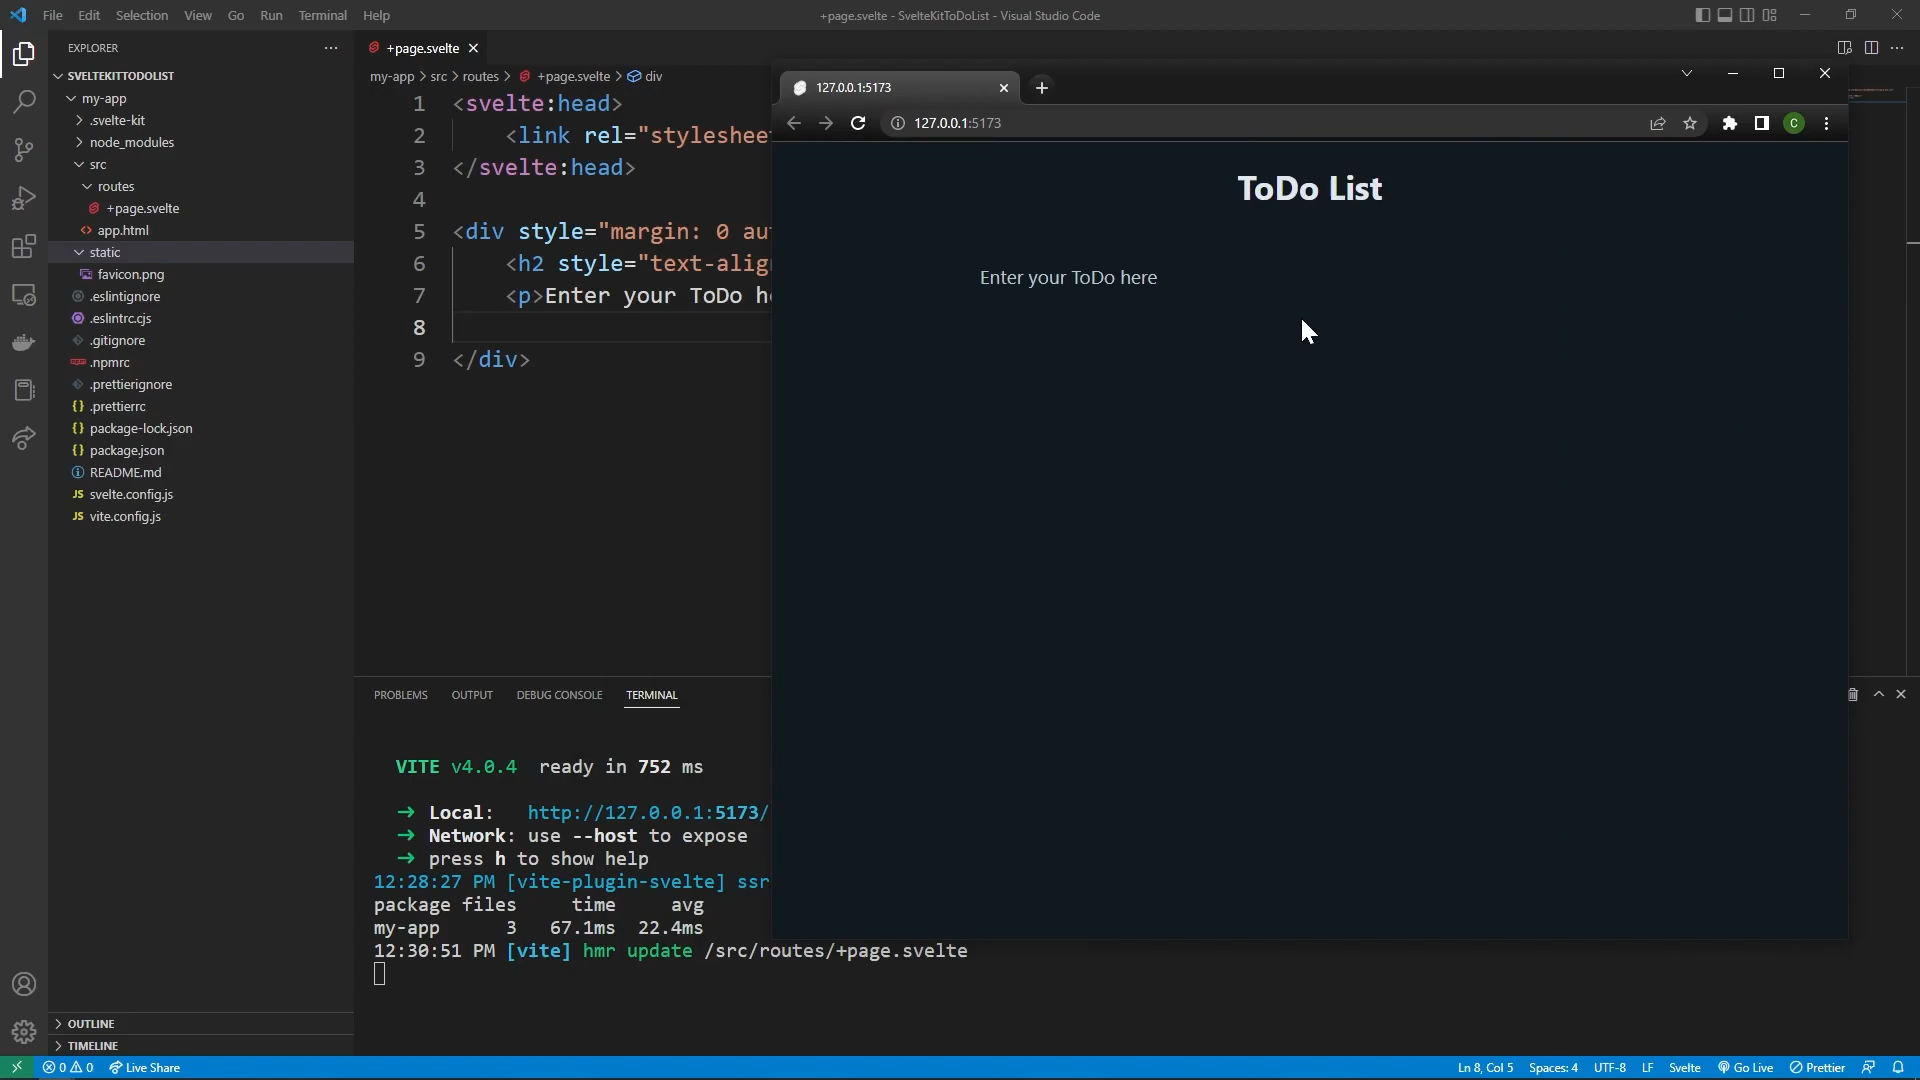 File Edit Selection View Go Run Terminal Help
+page.svelte - SvelteKitToDoList - Visual Studio Code
EXPLORER
SVELTEKITTODOLIST
my-app
.svelte-kit
node_modules
src
routes
+page.svelte
app.html
static
favicon.png
.eslintignore
.eslintrc.cjs
.gitignore
.npmrc
.prettierignore
.prettierrc
package-lock.json
package.json
README.md
svelte.config.js
vite.config.js
OUTLINE
TIMELINE
+page.svelte
my-app > src > routes > +page.svelte > div
1 <svelte:head>
2 <link rel="stylesheet
3 </svelte:head>
4
5 <div style="margin: 0 au
6 <h2 style="text-alig
7 <p>Enter your ToDo he
8
9 </div>
127.0.0.1:5173
127.0.0.1:5173
C
ToDo List
Enter your ToDo here
PROBLEMS OUTPUT DEBUG CONSOLE TERMINAL
VITE v4.0.4 ready in 752 ms
➜ Local: http://127.0.0.1:5173/
➜ Network: use --host to expose
➜ press h to show help
12:28:27 PM [vite-plugin-svelte] ssr
package files time avg
my-app 3 67.1ms 22.4ms
12:30:51 PM [vite] hmr update /src/routes/+page.svelte
0 0 Live Share
Ln 8, Col 5 Spaces: 4 UTF-8 LF Svelte Go Live Prettier